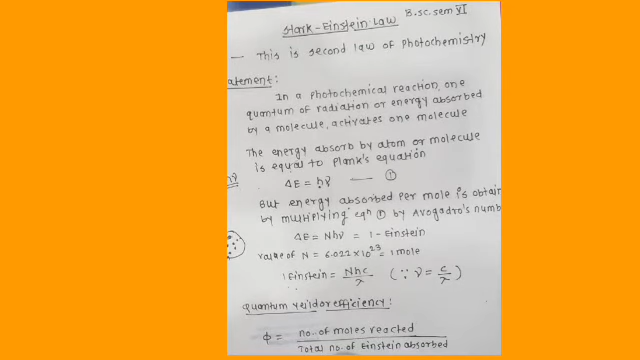 Stark-Einstein Law B.sc. sem VI
— This is second law of Photochemistry
atement:
In a Photochemical reaction, one
quantum of radiation or energy absorbed
by a molecule, activates one molecule
The energy absorb by atom or molecule
is equal to Plank's equation
hν
ΔE = hν —— ①
But energy absorbed per mole is obtain
by multiplying eqn ① by Avogadro's numb
ΔE = Nhν = 1 - Einstein
value of N = 6.022 × 10²³ = 1 mole
1 Einstein = Nhc/λ (∵ ν = c/λ)
Quantum Yeild or efficiency:
ϕ = no. of moles reacted / Total no. of Einstein absorbed